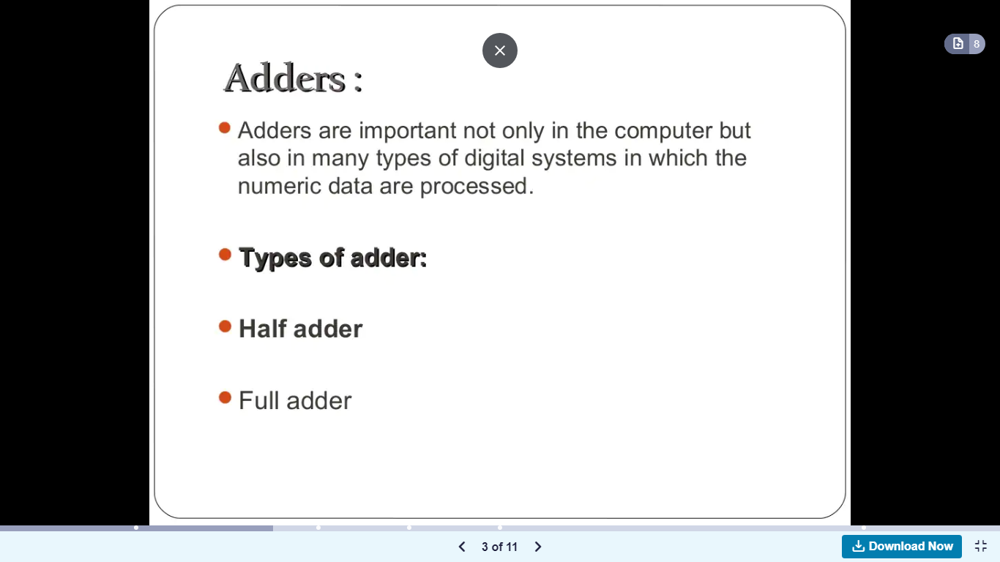 8
Adders :
Adders are important not only in the computer but
also in many types of digital systems in which the
numeric data are processed.
Types of adder:
Half adder
Full adder
3 of 11
Download Now